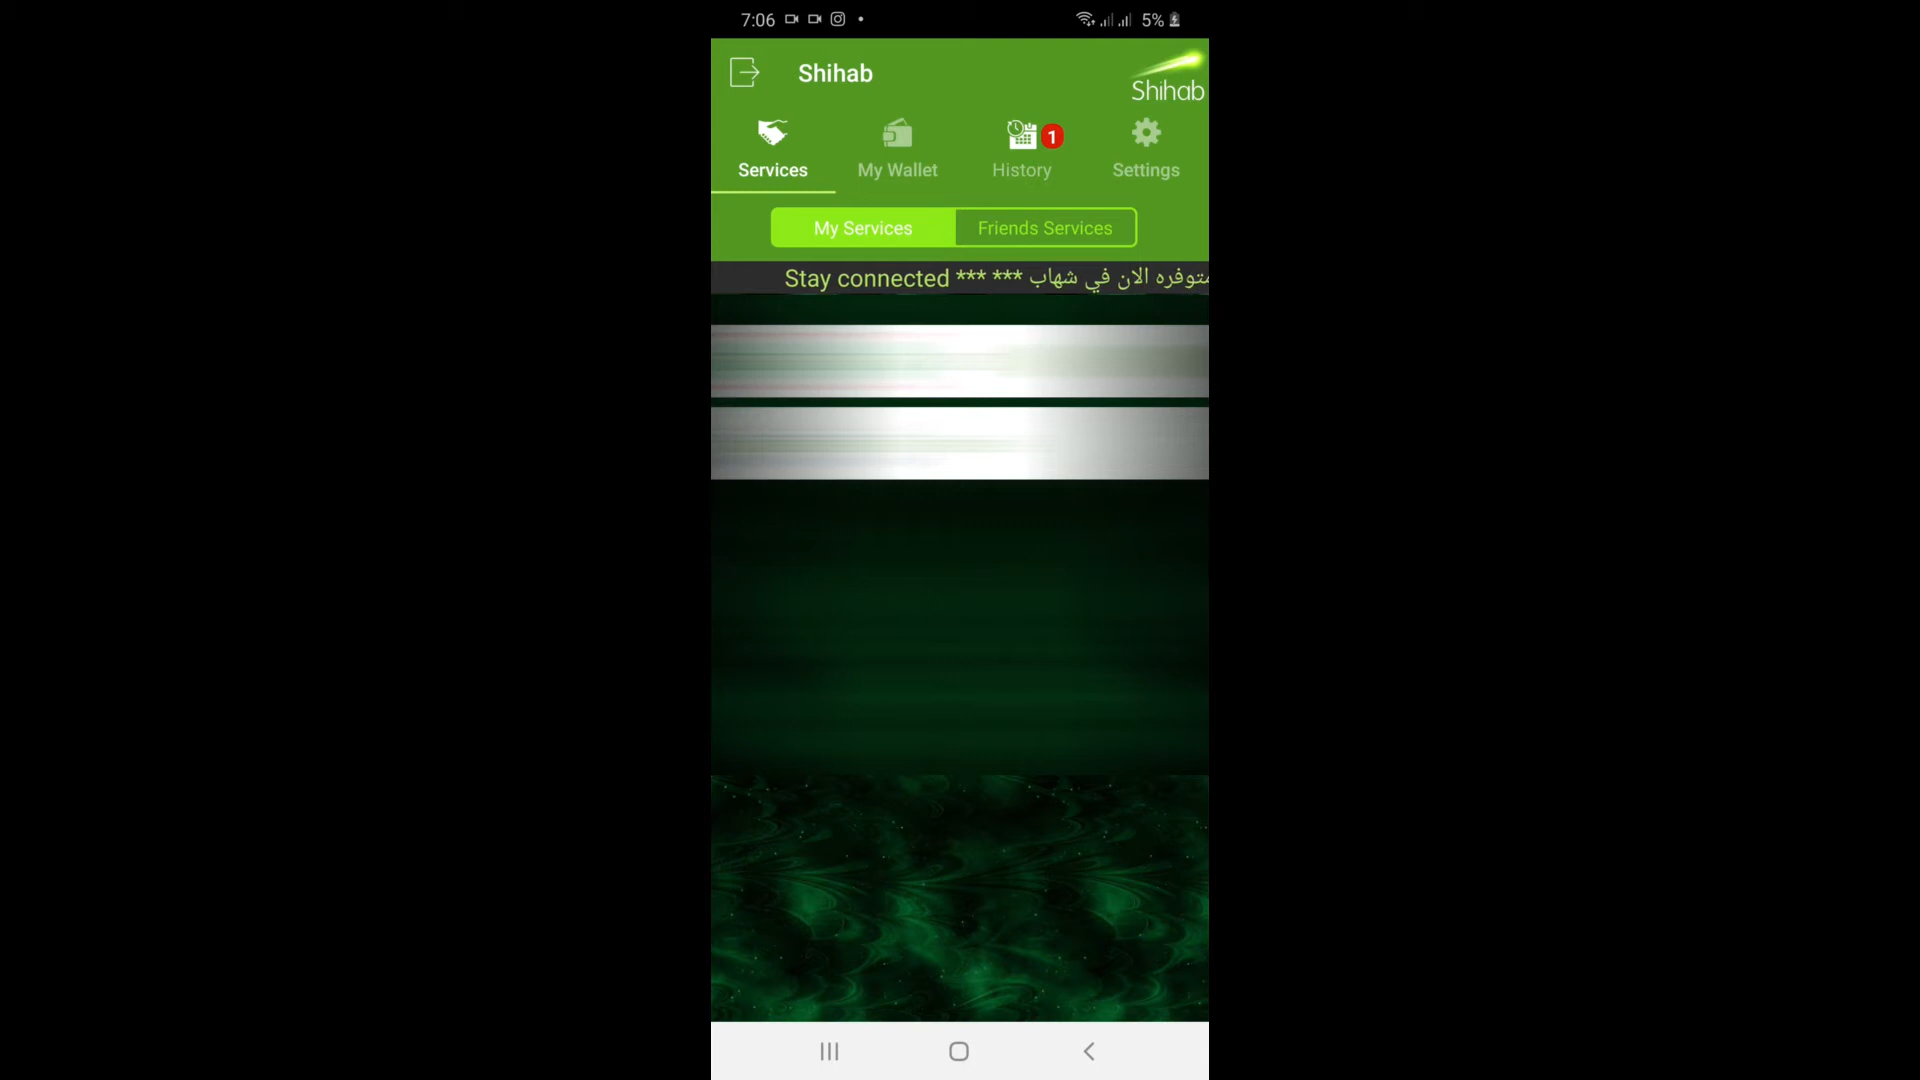 7:06 5%
Shihab
Shihab
1
Services My Wallet History Settings
My Services Friends Services
Stay connected *** *** متوفره الان في شهاب